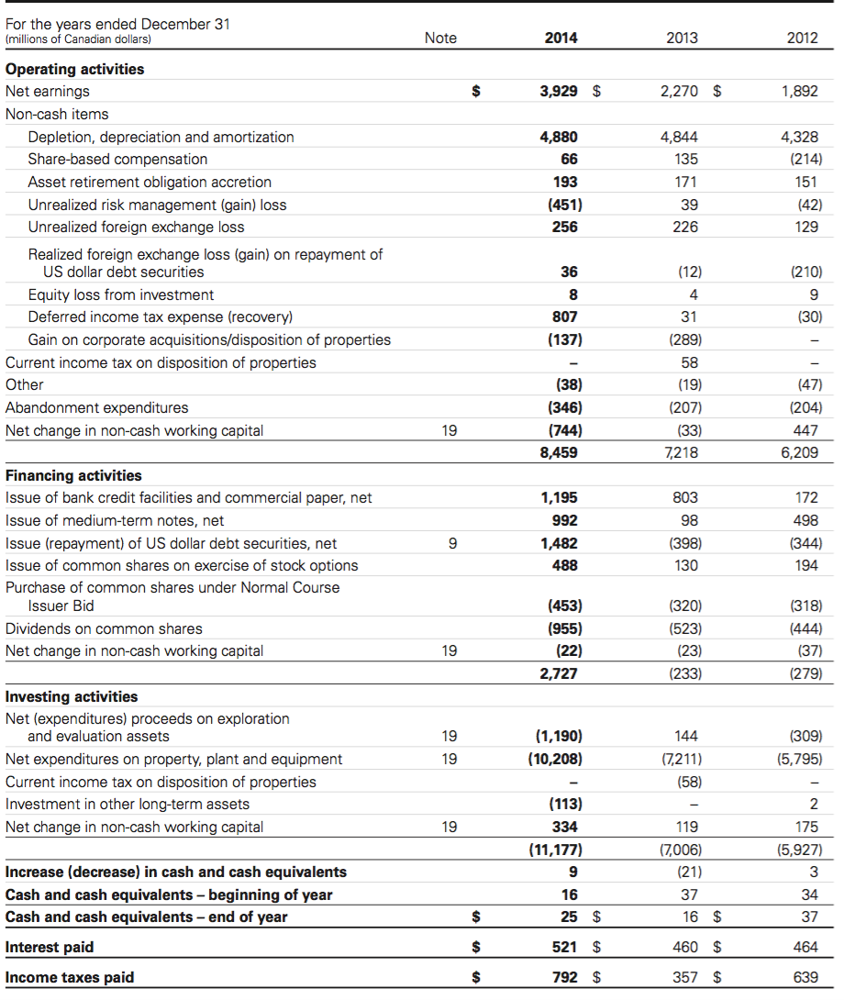 For the years ended December 31
(millions of Canadian dollars) Note 2014 2013 2012
Operating activities
Net earnings $ 3,929 $ 2,270 $ 1,892
Non-cash items
Depletion, depreciation and amortization 4,880 4,844 4,328
Share-based compensation 66 135 (214)
Asset retirement obligation accretion 193 171 151
Unrealized risk management (gain) loss (451) 39 (42)
Unrealized foreign exchange loss 256 226 129
Realized foreign exchange loss (gain) on repayment of
US dollar debt securities 36 (12) (210)
Equity loss from investment 8 4 9
Deferred income tax expense (recovery) 807 31 (30)
Gain on corporate acquisitions/disposition of properties (137) (289) –
Current income tax on disposition of properties – 58 –
Other (38) (19) (47)
Abandonment expenditures (346) (207) (204)
Net change in non-cash working capital 19 (744) (33) 447
8,459 7,218 6,209
Financing activities
Issue of bank credit facilities and commercial paper, net 1,195 803 172
Issue of medium-term notes, net 992 98 498
Issue (repayment) of US dollar debt securities, net 9 1,482 (398) (344)
Issue of common shares on exercise of stock options 488 130 194
Purchase of common shares under Normal Course
Issuer Bid (453) (320) (318)
Dividends on common shares (955) (523) (444)
Net change in non-cash working capital 19 (22) (23) (37)
2,727 (233) (279)
Investing activities
Net (expenditures) proceeds on exploration
and evaluation assets 19 (1,190) 144 (309)
Net expenditures on property, plant and equipment 19 (10,208) (7,211) (5,795)
Current income tax on disposition of properties – (58) –
Investment in other long-term assets (113) – 2
Net change in non-cash working capital 19 334 119 175
(11,177) (7,006) (5,927)
Increase (decrease) in cash and cash equivalents 9 (21) 3
Cash and cash equivalents – beginning of year 16 37 34
Cash and cash equivalents – end of year $ 25 $ 16 $ 37
Interest paid $ 521 $ 460 $ 464
Income taxes paid $ 792 $ 357 $ 639